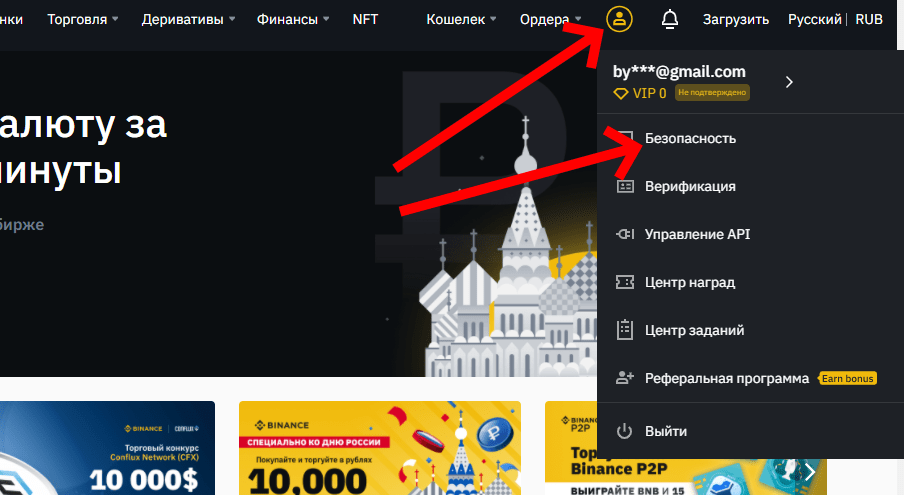 нки Торговля Деривативы Финансы NFT Кошелек Ордера Загрузить Русский | RUB
by***@gmail.com
VIP 0 Не подтверждено
алюту за
минуты
бирже
Безопасность
Верификация
Управление API
Центр наград
Центр заданий
Реферальная программа Earn bonus
Выйти
BINANCE CONFLUX
Торговый конкурс
Conflux Network (CFX)
10 000$
BINANCE
СПЕЦИАЛЬНО КО ДНЮ РОССИИ
Покупайте и торгуйте в рублях
10,000
BINANCE
P2P
Торгу
Binance P2P
ВЫИГРАЙТЕ BNB И 15